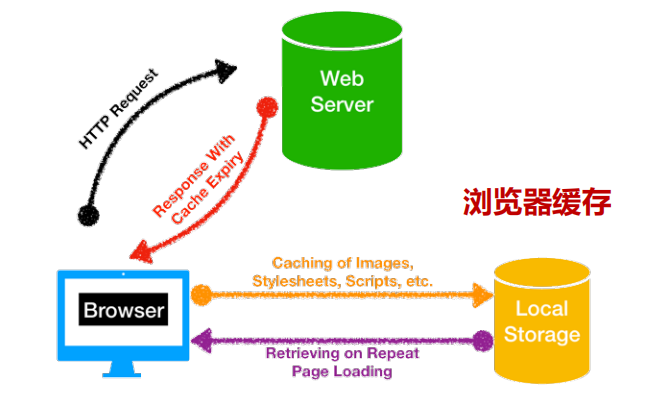 Web
Server
HTTP Request
Response With
Cache Expiry
浏览器缓存
Caching of Images,
Stylesheets, Scripts, etc.
Browser
Local
Storage
Retrieving on Repeat
Page Loading